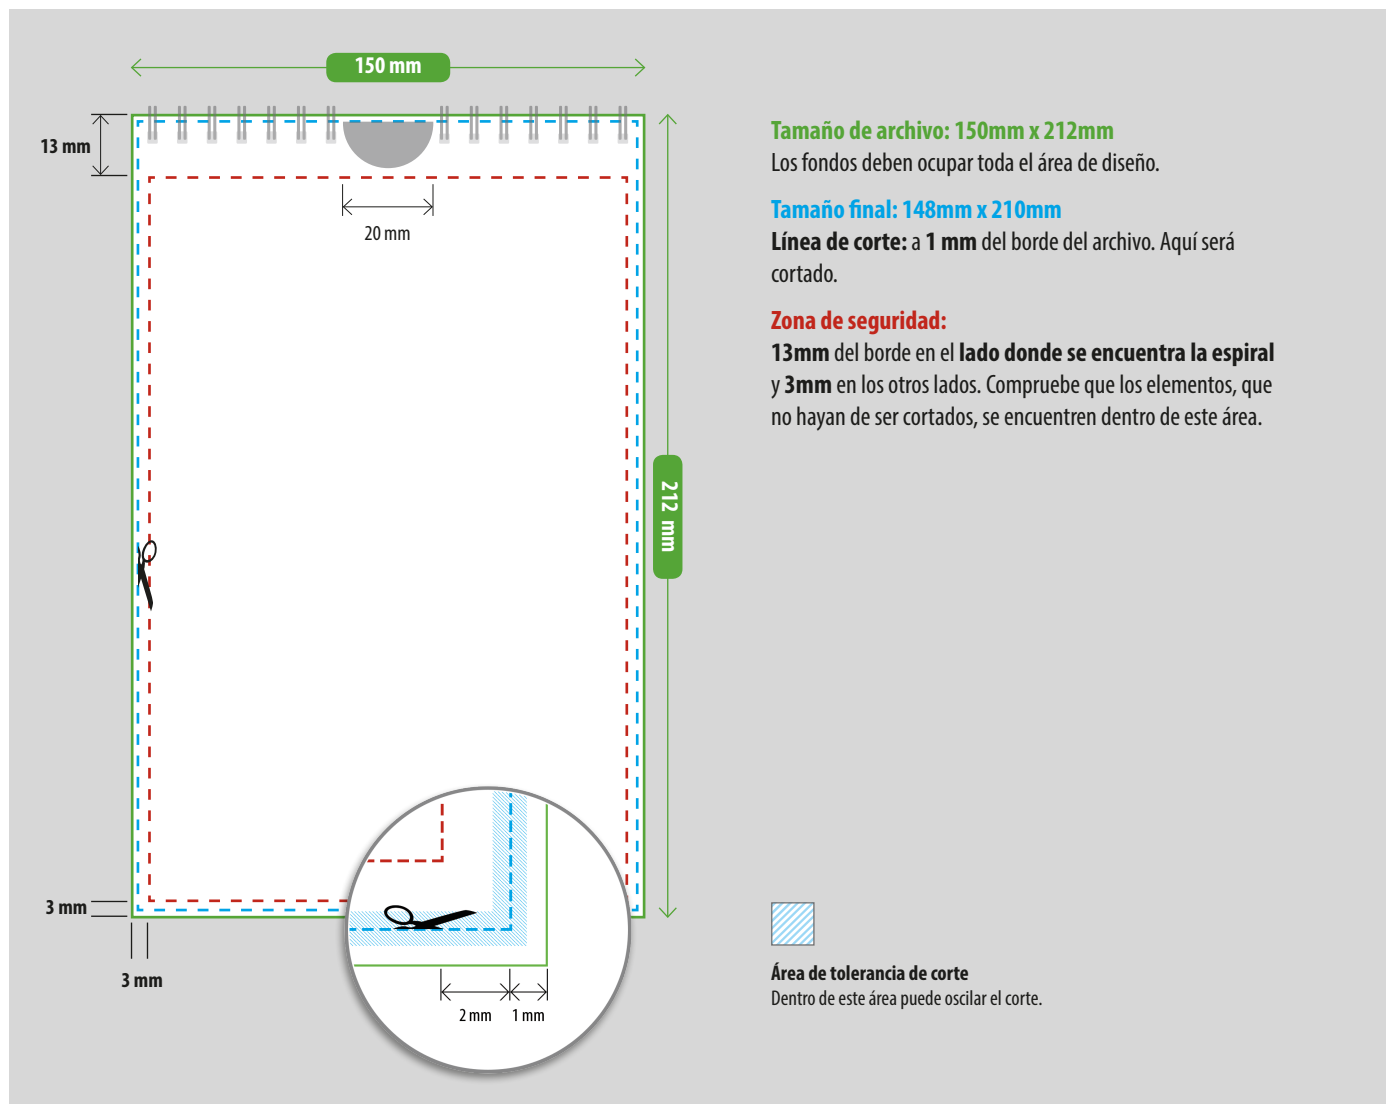 150 mm
13 mm
20 mm
212 mm
3 mm
3 mm
2 mm
1 mm
Tamaño de archivo: 150mm x 212mm
Los fondos deben ocupar toda el área de diseño.
Tamaño final: 148mm x 210mm
Línea de corte: a 1 mm del borde del archivo. Aquí será
cortado.
Zona de seguridad:
13mm del borde en el lado donde se encuentra la espiral
y 3mm en los otros lados. Compruebe que los elementos, que
no hayan de ser cortados, se encuentren dentro de este área.
Área de tolerancia de corte
Dentro de este área puede oscilar el corte.